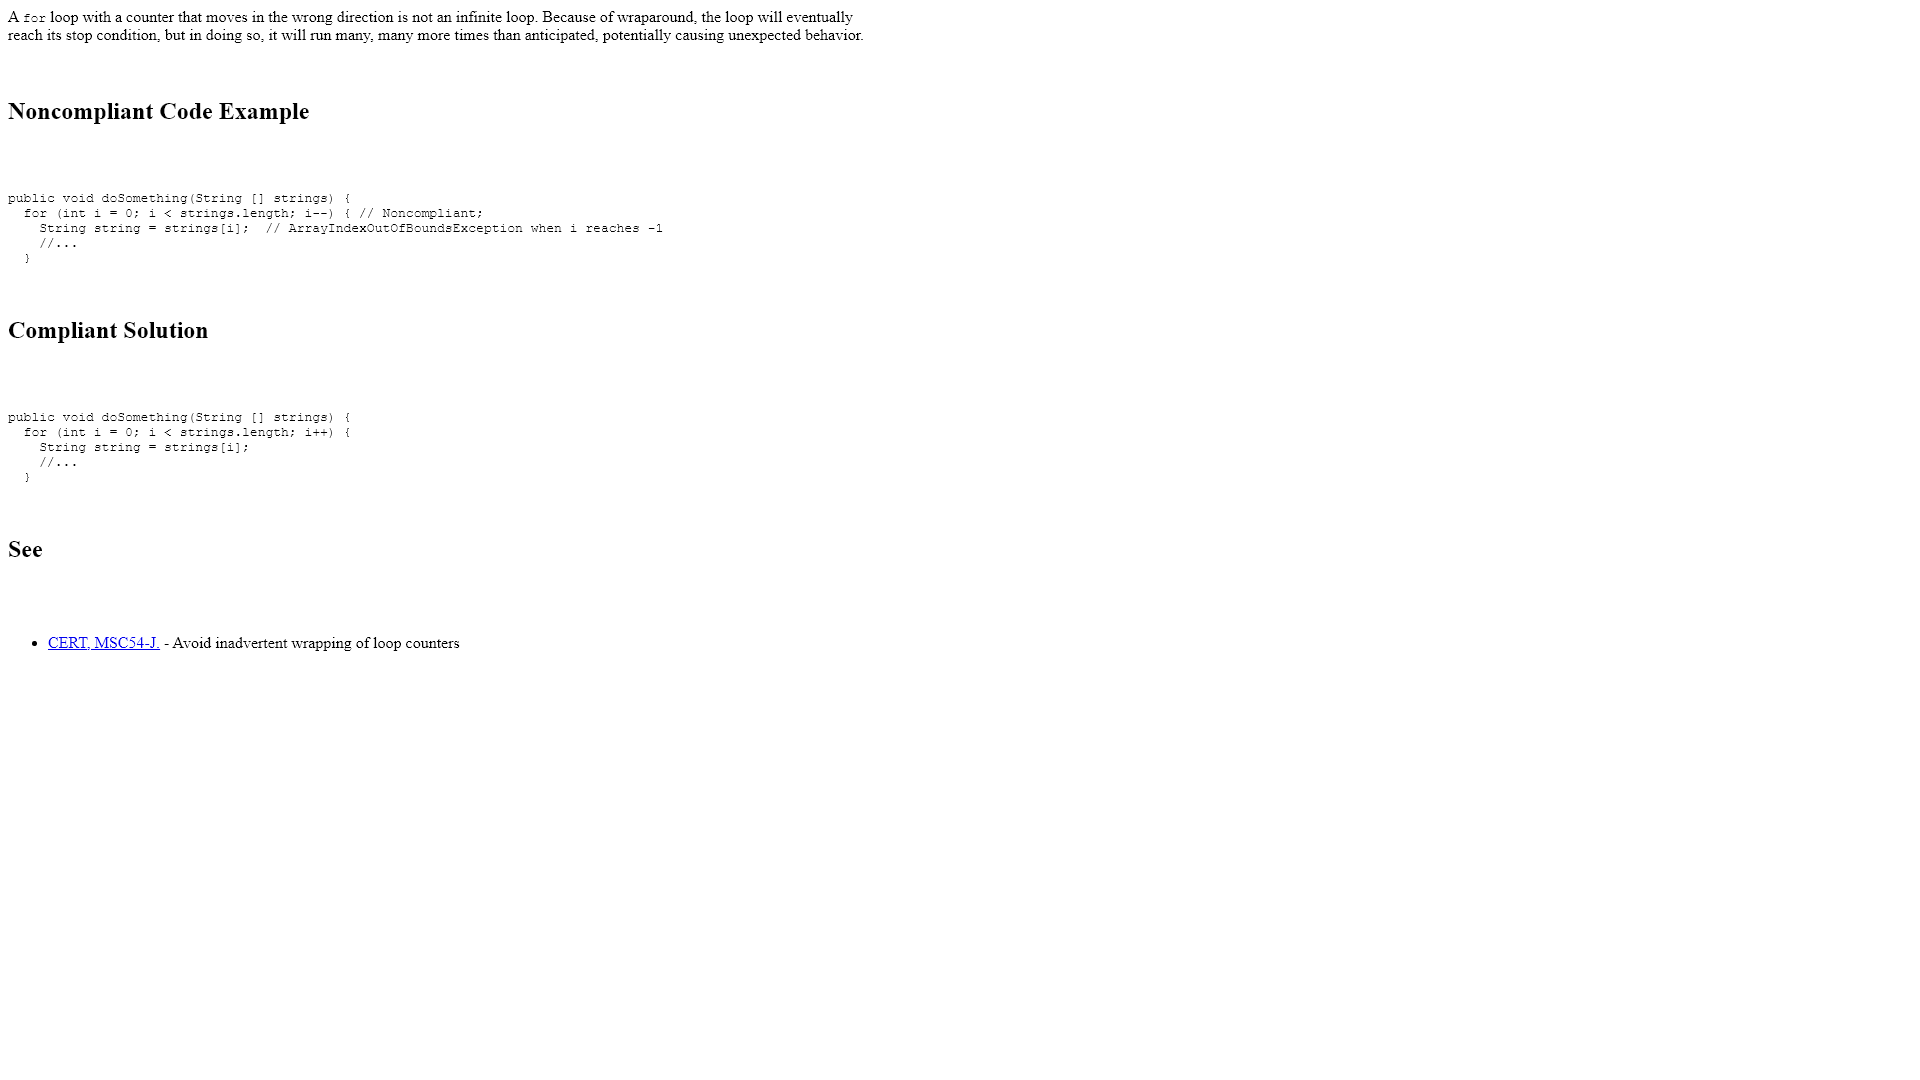 A for loop with a counter that moves in the wrong direction is not an infinite loop. Because of wraparound, the loop will eventually
reach its stop condition, but in doing so, it will run many, many more times than anticipated, potentially causing unexpected behavior.
Noncompliant Code Example
public void doSomething(String [] strings) {
  for (int i = 0; i < strings.length; i--) { // Noncompliant;
    String string = strings[i];  // ArrayIndexOutOfBoundsException when i reaches -1
    //...
  }
Compliant Solution
public void doSomething(String [] strings) {
  for (int i = 0; i < strings.length; i++) {
    String string = strings[i];
    //...
  }
See
• CERT, MSC54-J. - Avoid inadvertent wrapping of loop counters